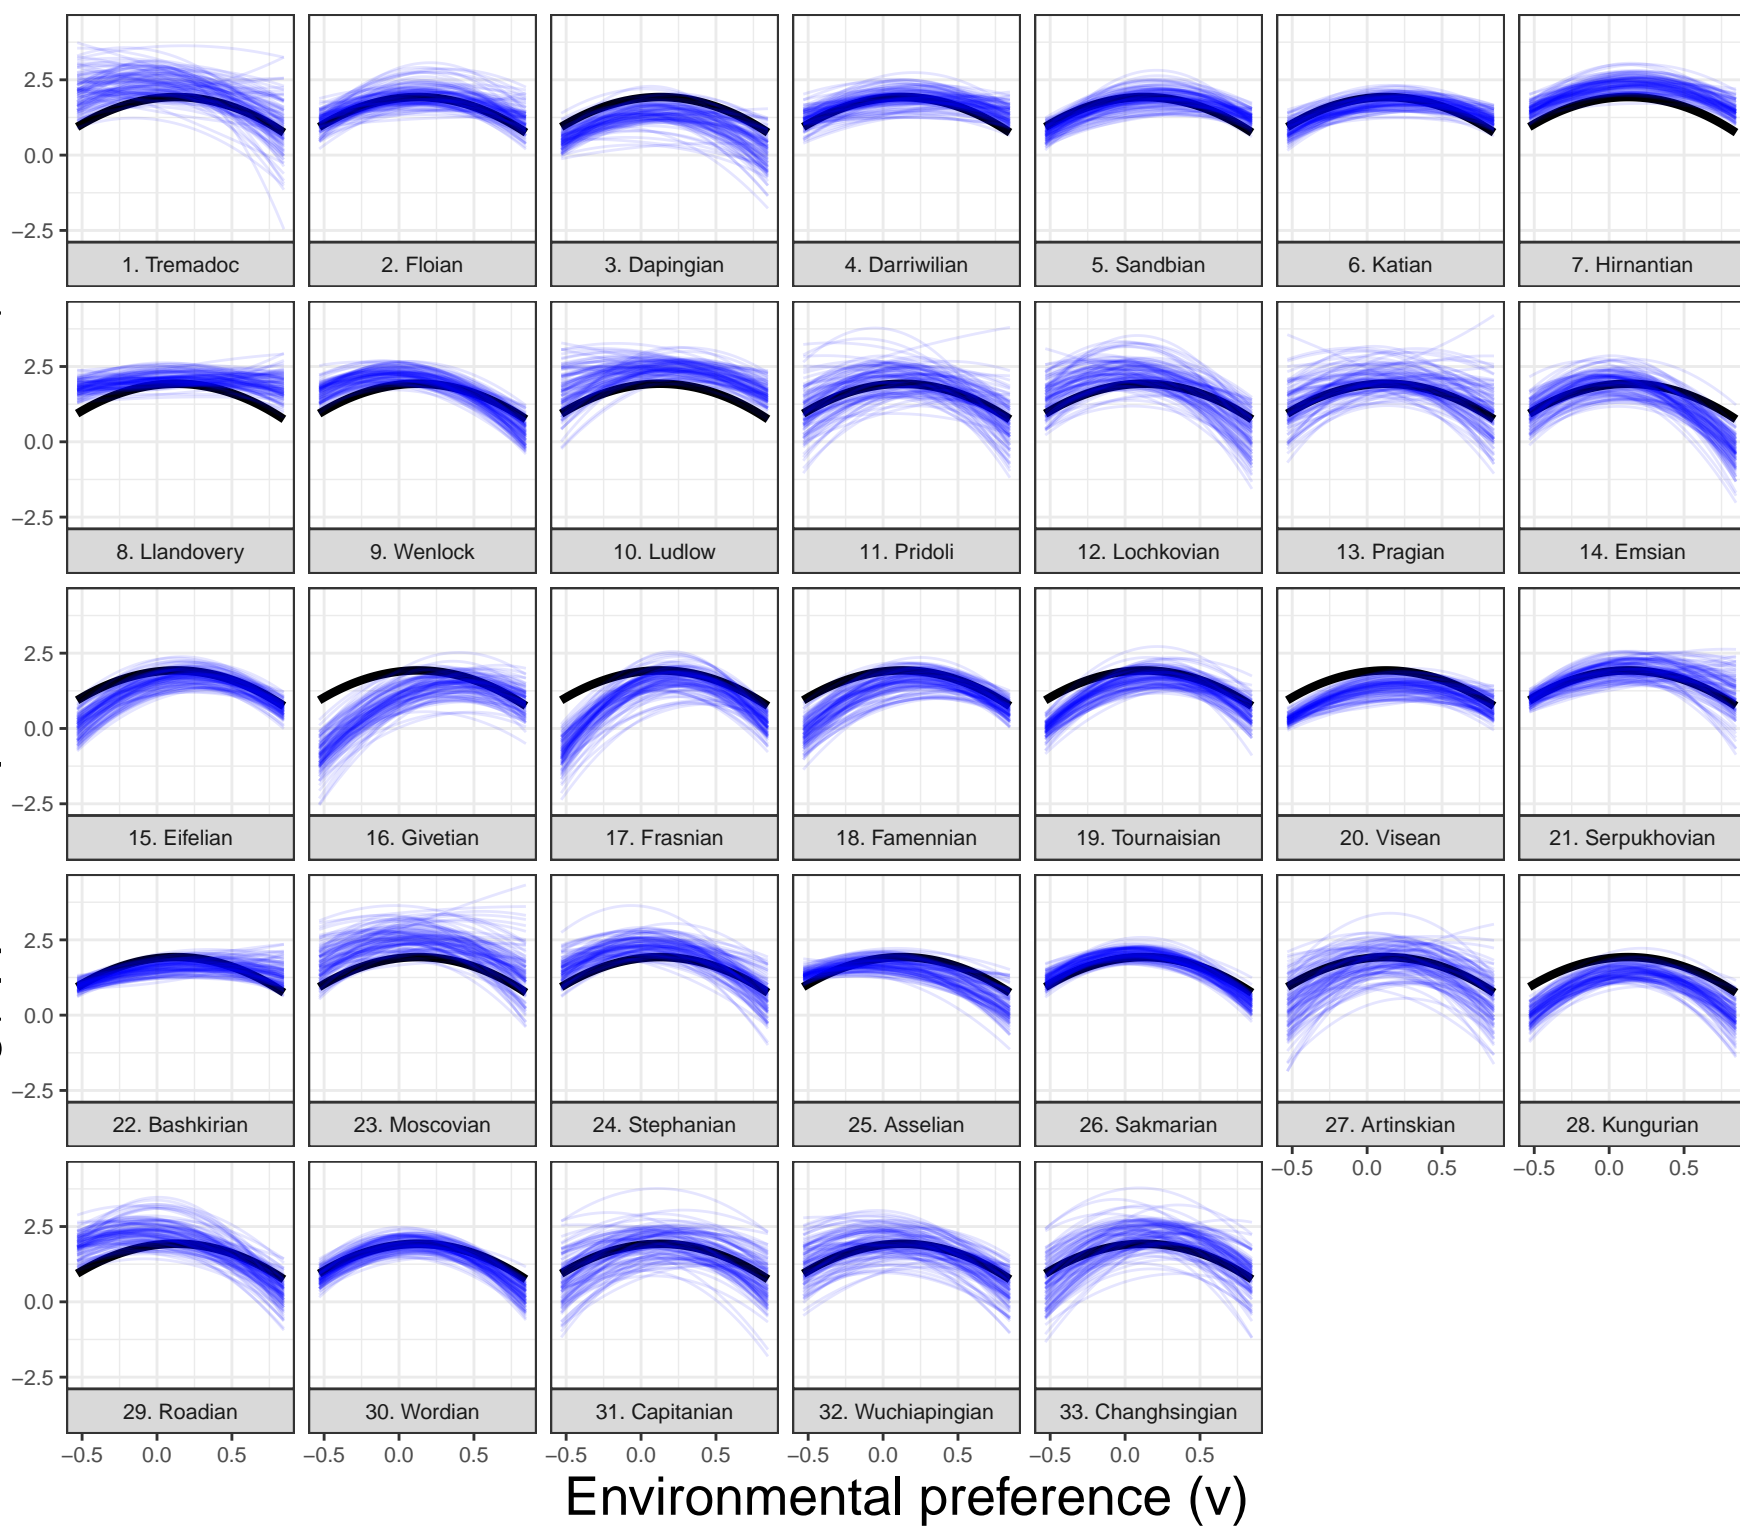 2.5
0.0
−2.5
1. Tremadoc 2. Floian 3. Dapingian 4. Darriwilian 5. Sandbian 6. Katian 7. Hirnantian
2.5
0.0
−2.5
8. Llandovery 9. Wenlock 10. Ludlow 11. Pridoli 12. Lochkovian 13. Pragian 14. Emsian
2.5
0.0
−2.5
15. Eifelian 16. Givetian 17. Frasnian 18. Famennian 19. Tournaisian 20. Visean 21. Serpukhovian
2.5
0.0
−2.5
22. Bashkirian 23. Moscovian 24. Stephanian 25. Asselian 26. Sakmarian 27. Artinskian 28. Kungurian
−0.5 0.0 0.5 −0.5 0.0 0.5
2.5
0.0
−2.5
29. Roadian 30. Wordian 31. Capitanian 32. Wuchiapingian 33. Changhsingian
−0.5 0.0 0.5 −0.5 0.0 0.5 −0.5 0.0 0.5 −0.5 0.0 0.5 −0.5 0.0 0.5
Environmental preference (v)